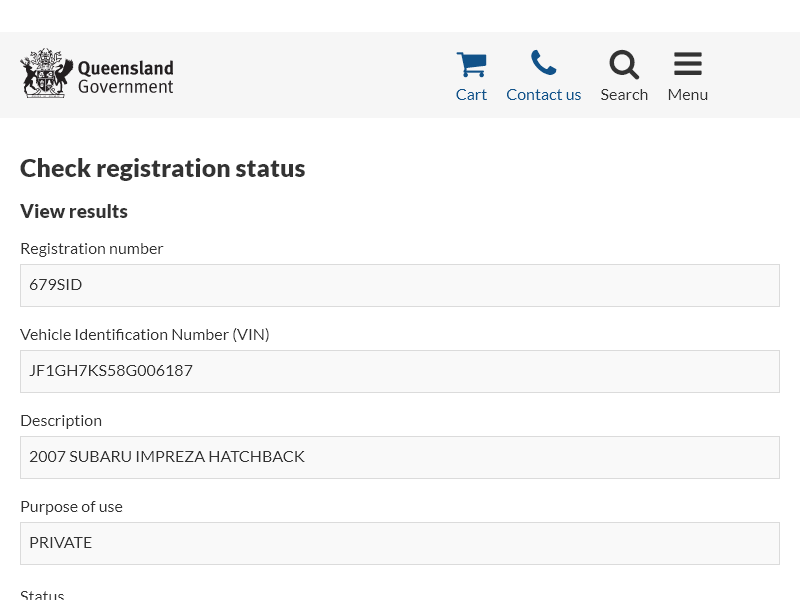 Queensland
Government
Cart
Contact us
Search
Menu
Check registration status
View results
Registration number
679SID
Vehicle Identification Number (VIN)
JF1GH7KS58G006187
Description
2007 SUBARU IMPREZA HATCHBACK
Purpose of use
PRIVATE
Status